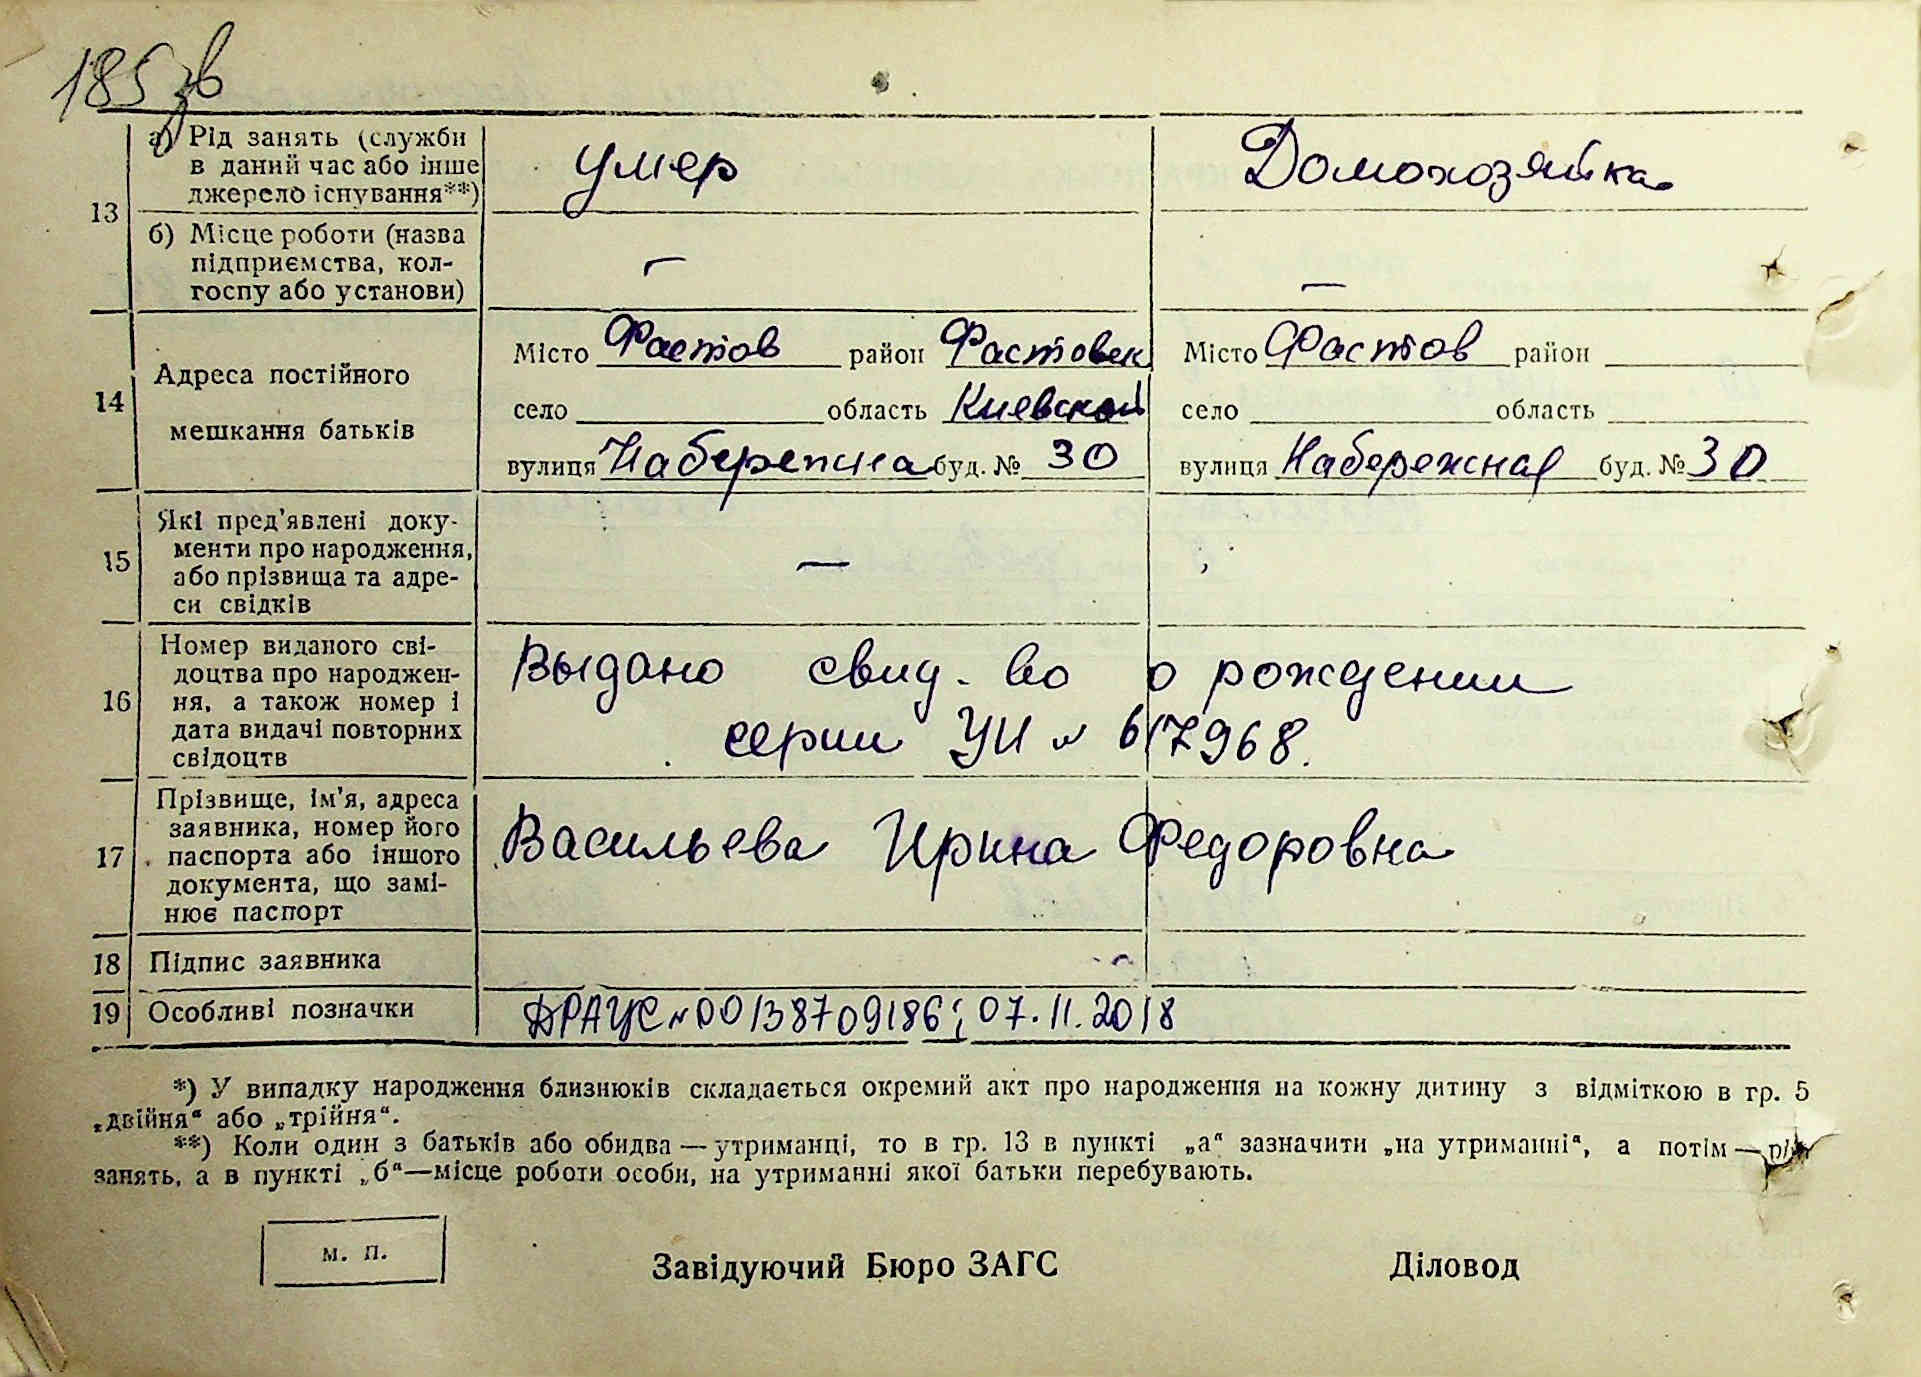 185 зв
13
а) Рід занять (служби
в даний час або інше
джерело існування**)
умер
Домохозяйка
б) Місце роботи (назва
підприємства, кол-
госпу або установи)
—
—
14
Адреса постійного
мешкання батьків
Місто Фастов район Фастовск
село область Киевской
вулиця Набережна буд. № 30
Місто Фастов район
село область
вулиця Набережная буд. № 30
15
Які пред'явлені доку-
менти про народження,
або прізвища та адре-
си свідків
—
16
Номер виданого сві-
доцтва про народжен-
ня, а також номер і
дата видачі повторних
свідоцтв
Выдано свид-во о рождении
серии УИ № 617968.
17
Прізвище, ім'я, адреса
заявника, номер його
паспорта або іншого
документа, що замі-
нює паспорт
Васильева Ирина Федоровна
18 Підпис заявника
19 Особливі позначки
ДРАЦС № 00138709186; 07.11.2018
*) У випадку народження близнюків складається окремий акт про народження на кожну дитину з відміткою в гр. 5
„двійня“ або „трійня“.
**) Коли один з батьків або обидва — утриманці, то в гр. 13 в пункті „а“ зазначити „на утриманні“, а потім — рід
занять, а в пункті „б“—місце роботи особи, на утриманні якої батьки перебувають.
м. п.
Завідуючий Бюро ЗАГС
Діловод